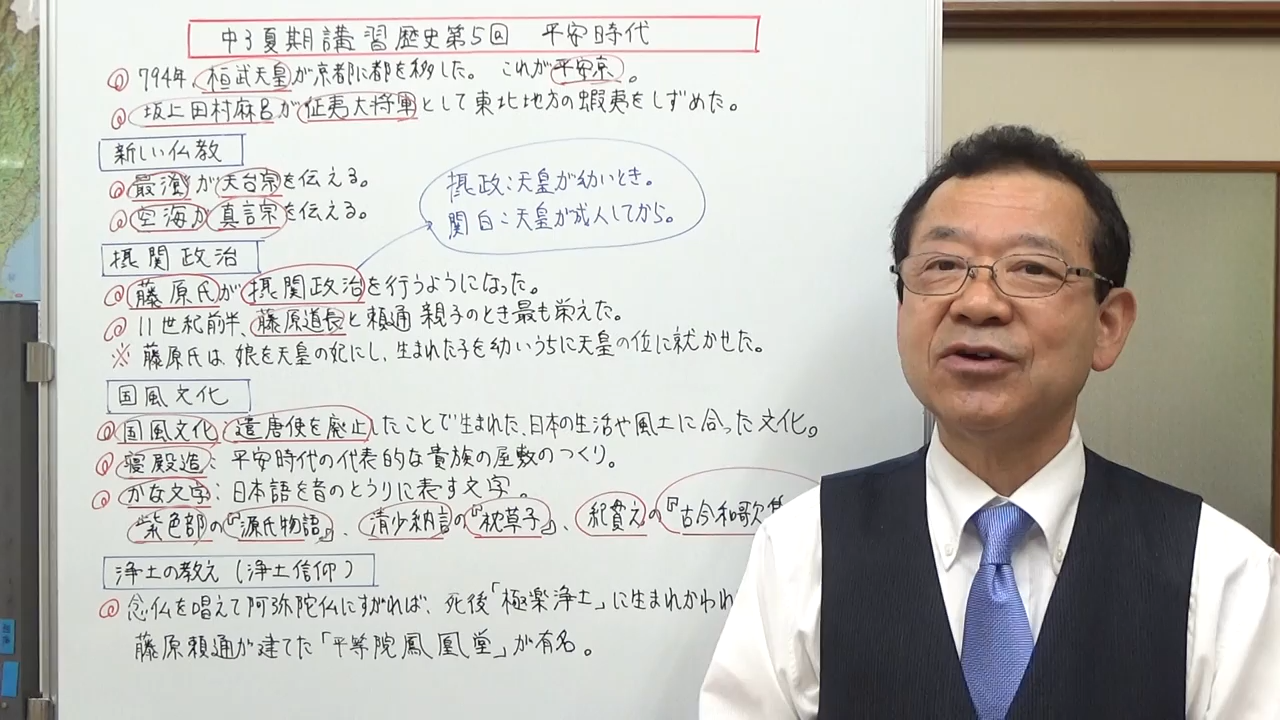 中3夏期講習歴史第5回 平安時代
◎794年、桓武天皇が京都に都を移した。 これが平安京。
◎坂上田村麻呂が征夷大将軍として東北地方の蝦夷をしずめた。
新しい仏教
◎最澄が天台宗を伝える。
◎空海が真言宗を伝える。
摂政:天皇が幼いとき。
関白:天皇が成人してから。
摂関政治
◎藤原氏が摂関政治を行うようになった。
◎11世紀前半、藤原道長と頼通親子のとき最も栄えた。
※藤原氏は、娘を天皇の妃にし、生まれた子を幼いうちに天皇の位に就かせた。
国風文化
◎国風文化:遣唐使を廃止したことで生まれた、日本の生活や風土に合った文化。
◎寝殿造:平安時代の代表的な貴族の屋敷のつくり。
◎かな文字:日本語を音のとうりに表す文字。
紫色部の『源氏物語』、清少納言の『枕草子』、紀貫之の『古今和歌集
浄土の教え(浄土信仰)
◎念仏を唱えて阿弥陀仏にすがれば、死後「極楽浄土」に生まれかわれ
藤原頼通が建てた「平等院鳳凰堂」が有名。